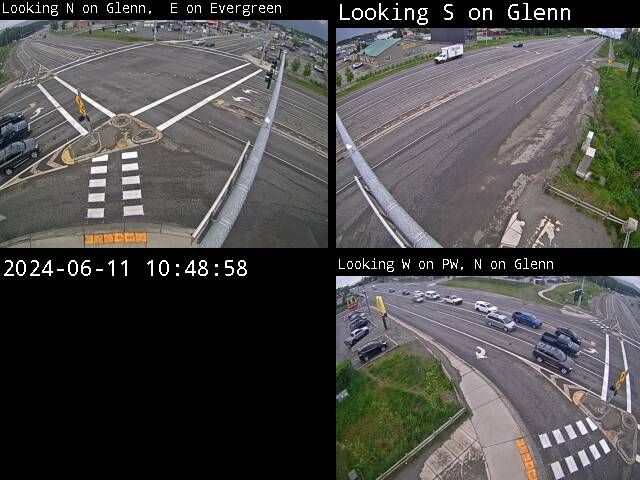 Looking N on Glenn,  E on Evergreen
Looking S on Glenn
2024-06-11 10:48:58
Looking W on PW, N on Glenn